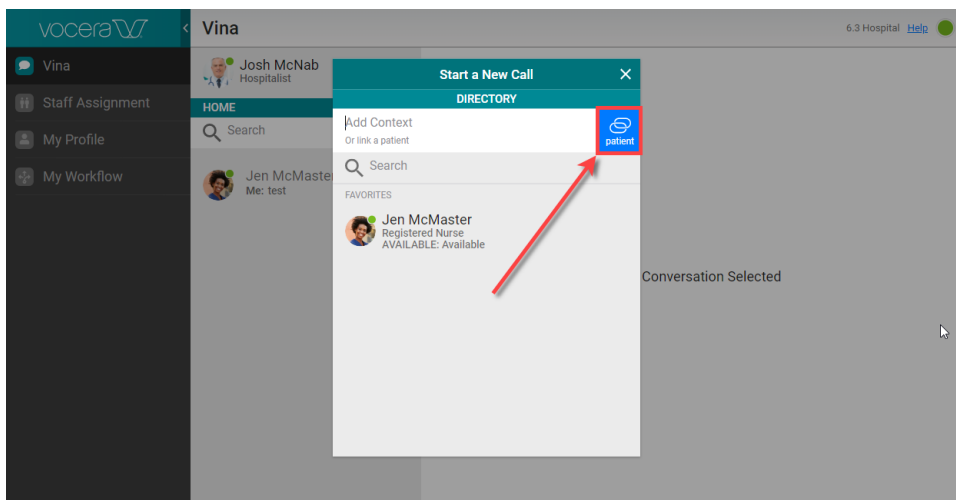 vocera
Vina
6.3 Hospital Help
Vina
Staff Assignment
My Profile
My Workflow
Josh McNab
Hospitalist
HOME
Search
Jen McMaste
Me: test
Start a New Call
DIRECTORY
Add Context
Or link a patient
patient
Search
FAVORITES
Jen McMaster
Registered Nurse
AVAILABLE: Available
Conversation Selected